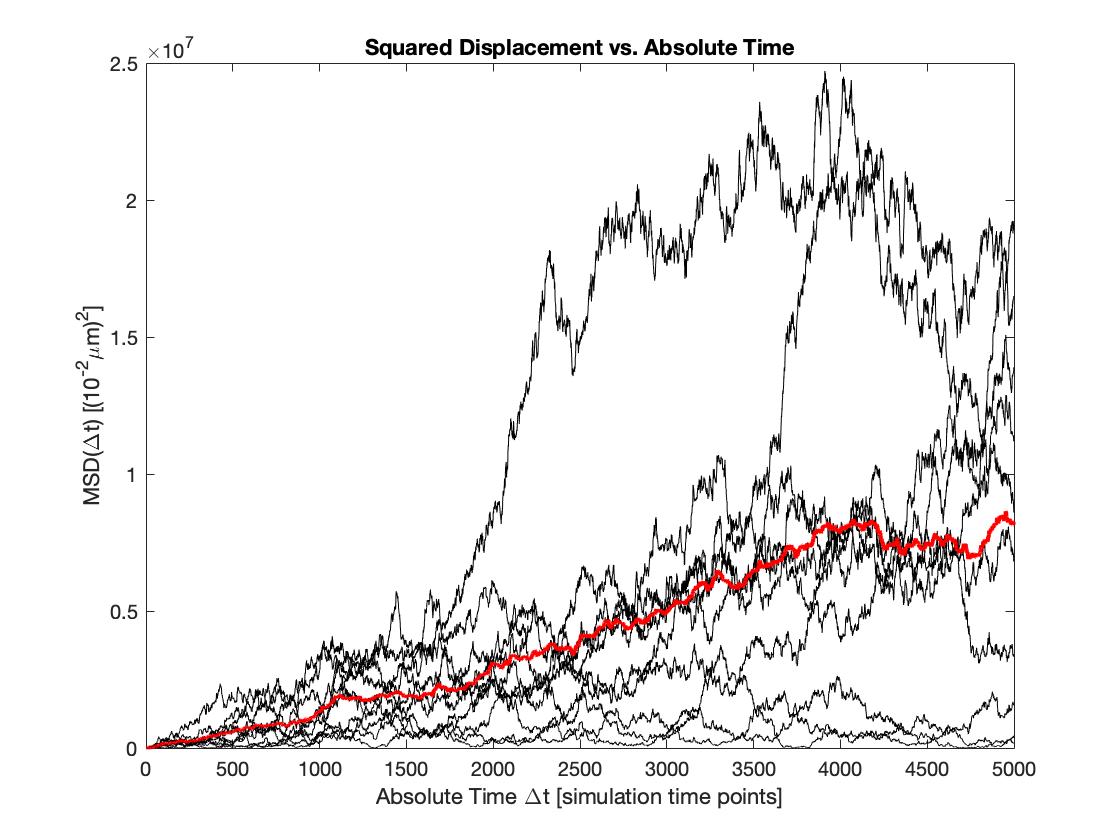 Squared Displacement vs. Absolute Time
×10^7
2.5
2
1.5
1
0.5
0
MSD(Δt) [(10^-2 μm)^2]
0 500 1000 1500 2000 2500 3000 3500 4000 4500 5000
Absolute Time Δt [simulation time points]